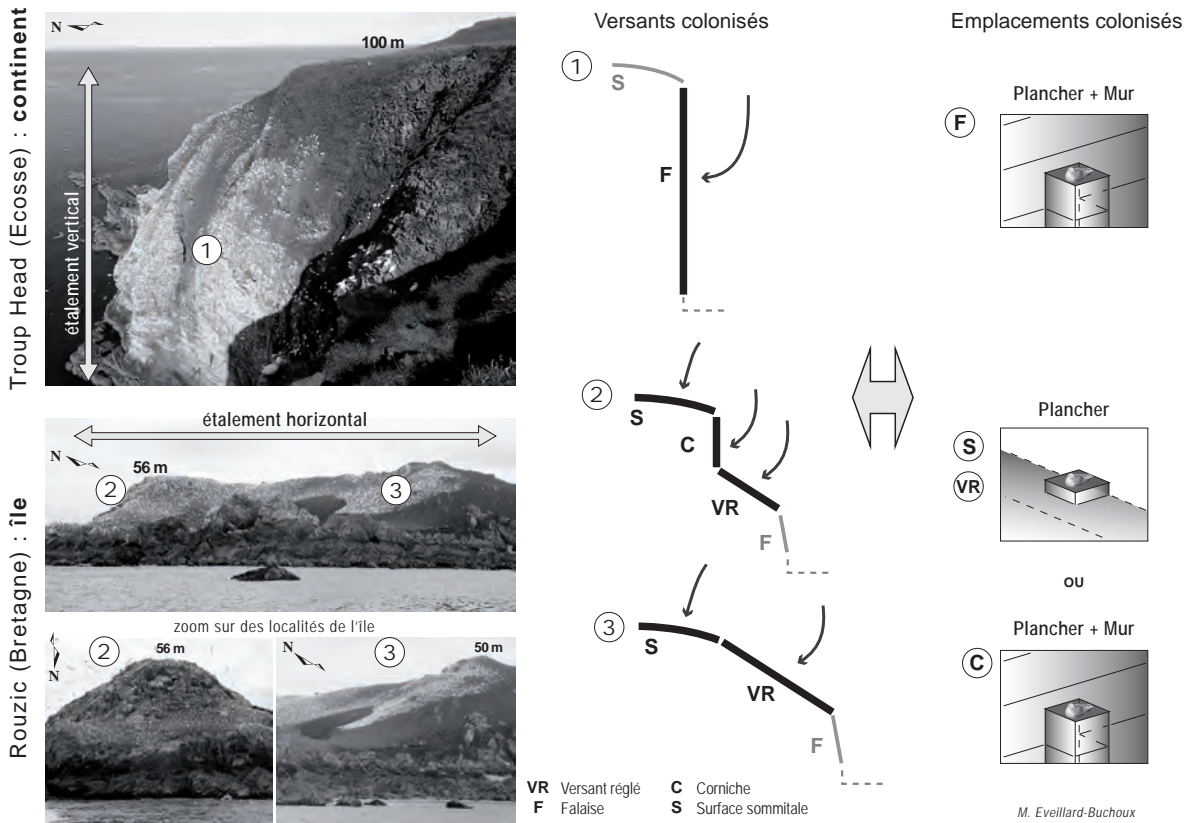 Troup Head (Ecosse) : continent
N
100 m
étalement vertical
1
Rouzic (Bretagne) : île
étalement horizontal
N
56 m
2
3
zoom sur des localités de l'île
N
2
56 m
N
3
50 m
Versants colonisés
1
S
F
2
S
C
VR
F
3
S
VR
F
VR Versant réglé
F Falaise
C Corniche
S Surface sommitale
Emplacements colonisés
Plancher + Mur
F
Plancher
S
VR
OU
Plancher + Mur
C
M. Eveillard-Buchoux